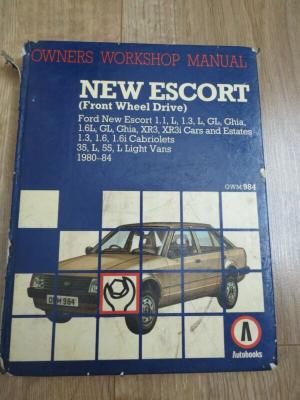 OWNERS WORKSHOP MANUAL
NEW ESCORT
(Front Wheel Drive)
Ford New Escort 1.1, L, 1.3, L, GL, Ghia,
1.6L, GL, Ghia, XR3, XR3i Cars and Estates
1.3, 1.6, 1.6i Cabriolets
35, L, 55, L Light Vans
1980-84
OWM 984
OWM 984
A
Autobooks